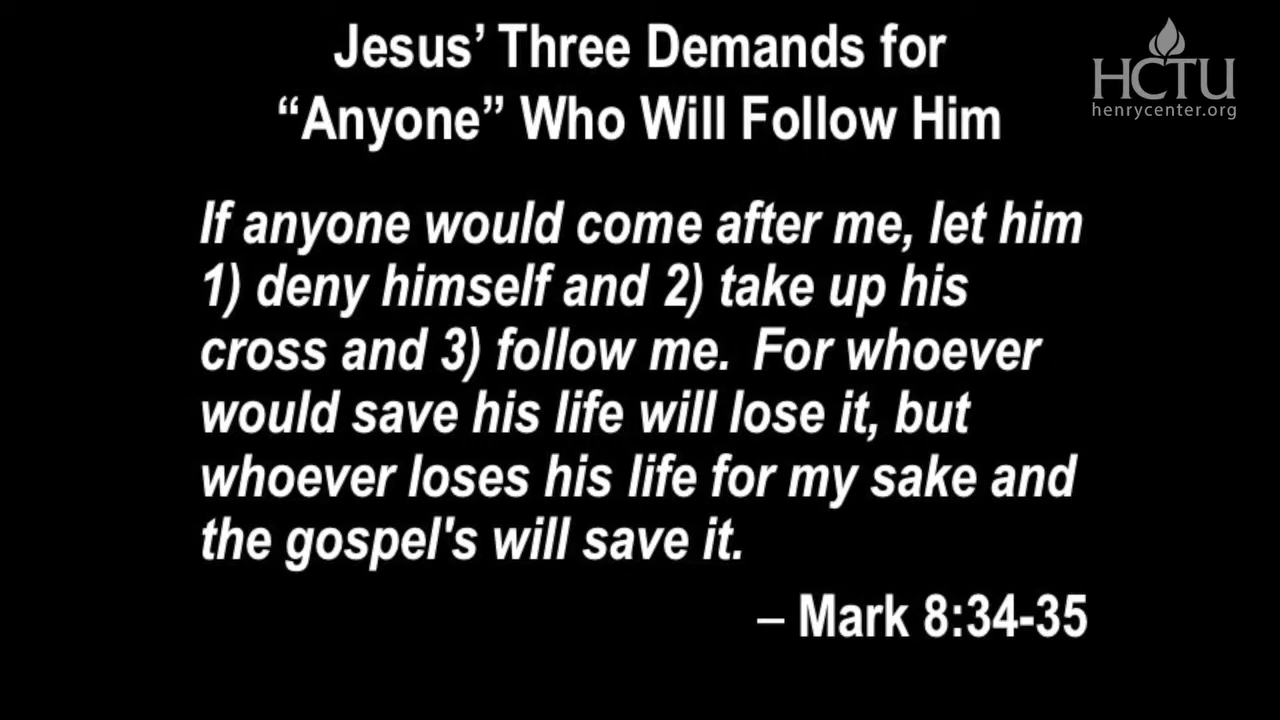 Jesus’ Three Demands for
“Anyone” Who Will Follow Him
HCTU
henrycenter.org
If anyone would come after me, let him
1) deny himself and 2) take up his
cross and 3) follow me.  For whoever
would save his life will lose it, but
whoever loses his life for my sake and
the gospel's will save it.
– Mark 8:34-35